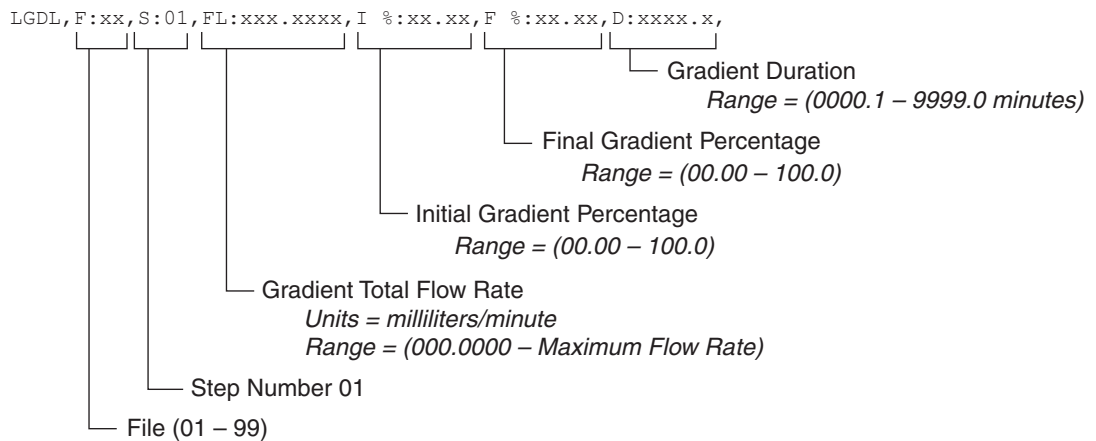 LGDL,F:xx,S:01,FL:xxx.xxxx,I %:xx.xx,F %:xx.xx,D:xxxx.x,
Gradient Duration
Range = (0000.1 – 9999.0 minutes)
Final Gradient Percentage
Range = (00.00 – 100.0)
Initial Gradient Percentage
Range = (00.00 – 100.0)
Gradient Total Flow Rate
Units = milliliters/minute
Range = (000.0000 – Maximum Flow Rate)
Step Number 01
File (01 – 99)